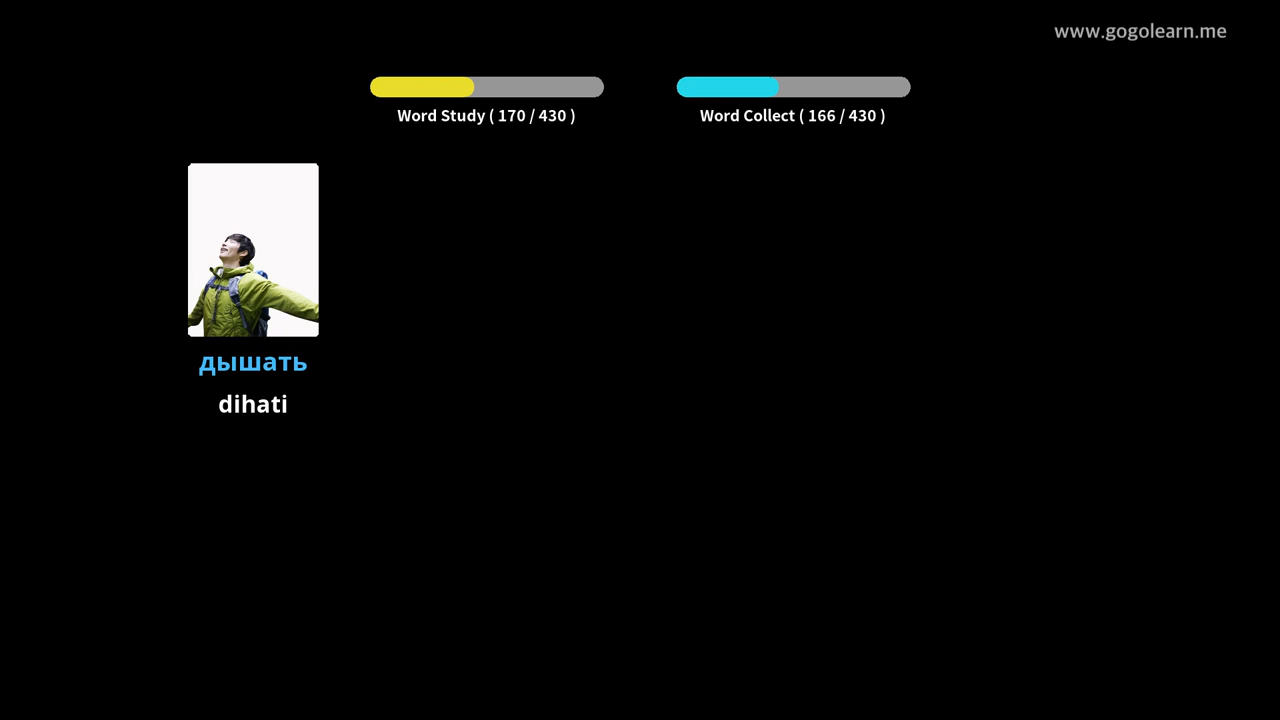 www.gogolearn.me
Word Study ( 170 / 430 )
Word Collect ( 166 / 430 )
дышать
dihati